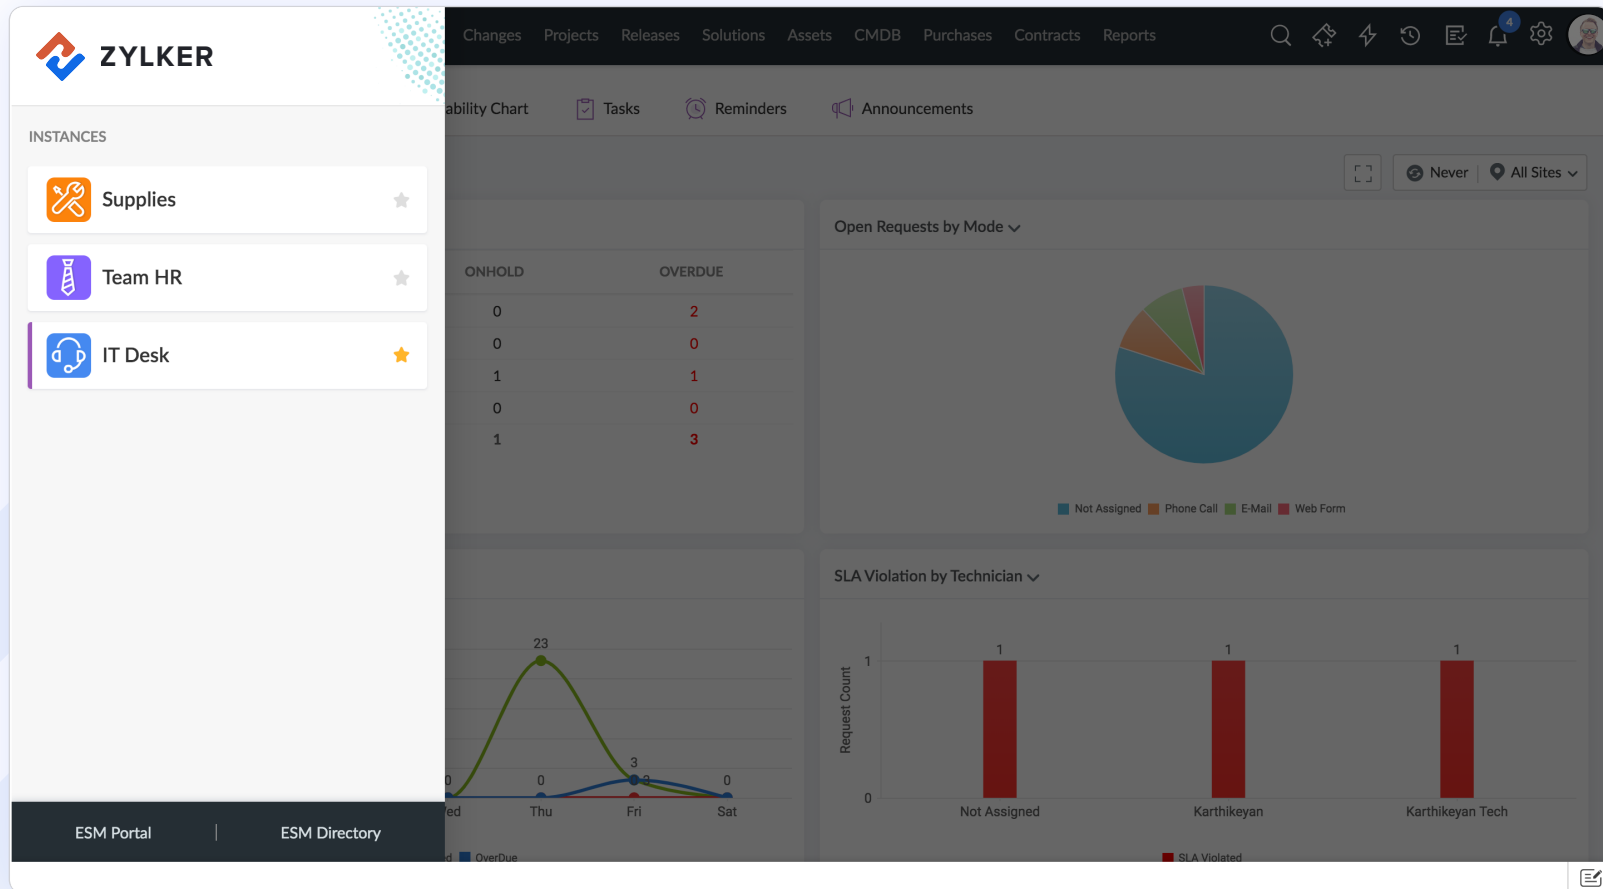 ZYLKER
Changes Projects Releases Solutions Assets CMDB Purchases Contracts Reports
4
ability Chart Tasks Reminders Announcements
INSTANCES
Supplies
Team HR
IT Desk
ESM Portal | ESM Directory
Never All Sites
ONHOLD OVERDUE
0 2
0 0
1 1
0 0
1 3
Open Requests by Mode
Not Assigned Phone Call E-Mail Web Form
23
3
0 0 3 0
ed Thu Fri Sat
d OverDue
SLA Violation by Technician
Request Count
1 1 1
1
0
Not Assigned Karthikeyan Karthikeyan Tech
SLA Violated